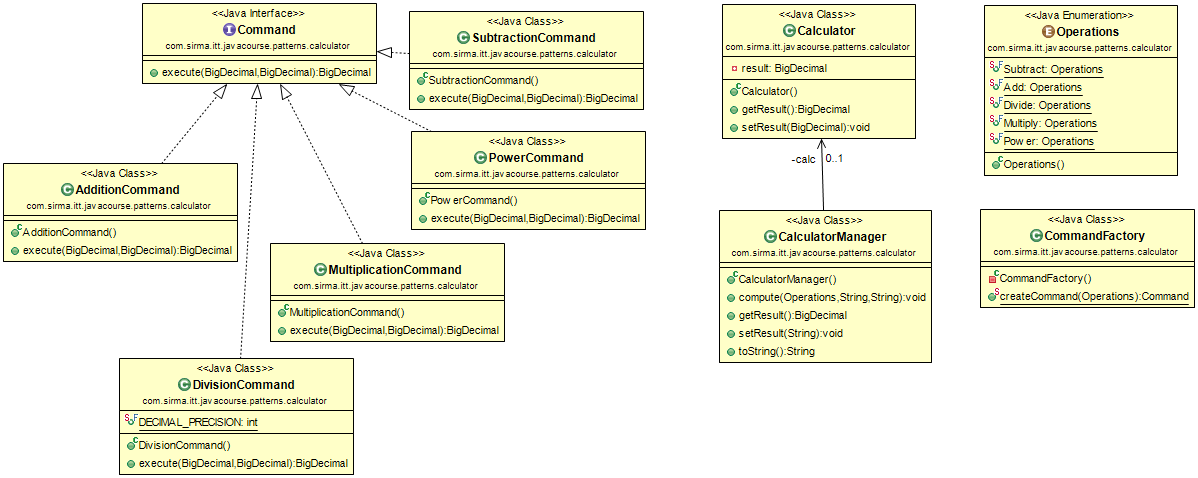 <<Java Interface>>
Command
com.sirma.itt.javacourse.patterns.calculator
execute(BigDecimal,BigDecimal):BigDecimal
<<Java Class>>
SubtractionCommand
com.sirma.itt.javacourse.patterns.calculator
SubtractionCommand()
execute(BigDecimal,BigDecimal):BigDecimal
<<Java Class>>
PowerCommand
com.sirma.itt.javacourse.patterns.calculator
PowerCommand()
execute(BigDecimal,BigDecimal):BigDecimal
<<Java Class>>
AdditionCommand
com.sirma.itt.javacourse.patterns.calculator
AdditionCommand()
execute(BigDecimal,BigDecimal):BigDecimal
<<Java Class>>
MultiplicationCommand
com.sirma.itt.javacourse.patterns.calculator
MultiplicationCommand()
execute(BigDecimal,BigDecimal):BigDecimal
<<Java Class>>
DivisionCommand
com.sirma.itt.javacourse.patterns.calculator
DECIMAL_PRECISION: int
DivisionCommand()
execute(BigDecimal,BigDecimal):BigDecimal
<<Java Class>>
Calculator
com.sirma.itt.javacourse.patterns.calculator
result: BigDecimal
Calculator()
getResult():BigDecimal
setResult(BigDecimal):void
-calc 0..1
<<Java Class>>
CalculatorManager
com.sirma.itt.javacourse.patterns.calculator
CalculatorManager()
compute(Operations,String,String):void
getResult():BigDecimal
setResult(String):void
toString():String
<<Java Enumeration>>
Operations
com.sirma.itt.javacourse.patterns.calculator
Subtract: Operations
Add: Operations
Divide: Operations
Multiply: Operations
Power: Operations
Operations()
<<Java Class>>
CommandFactory
com.sirma.itt.javacourse.patterns.calculator
CommandFactory()
createCommand(Operations):Command